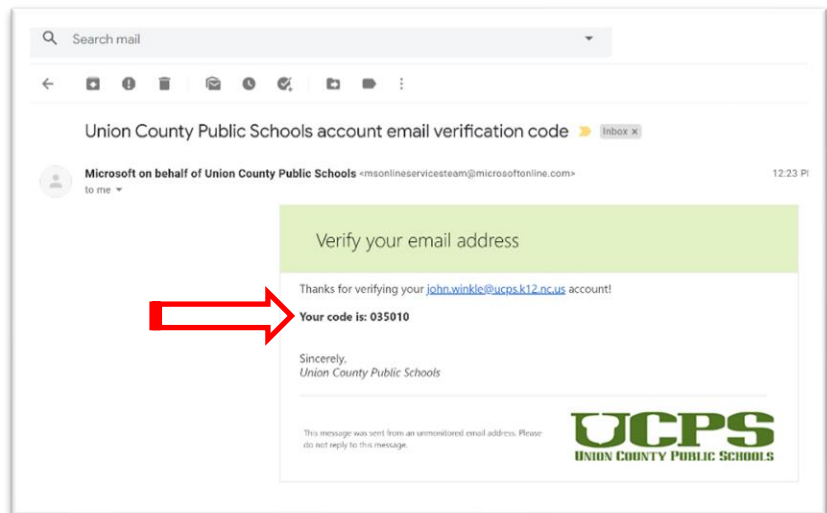 Search mail
Union County Public Schools account email verification code Inbox x
Microsoft on behalf of Union County Public Schools <msonlineservicesteam@microsoftonline.com> 12:23 P
to me
Verify your email address
Thanks for verifying your john.winkle@ucps.k12.nc.us account!
Your code is: 035010
Sincerely,
Union County Public Schools
This message was sent from an unmonitored email address. Please
do not reply to this message.
UCPS
UNION COUNTY PUBLIC SCHOOLS